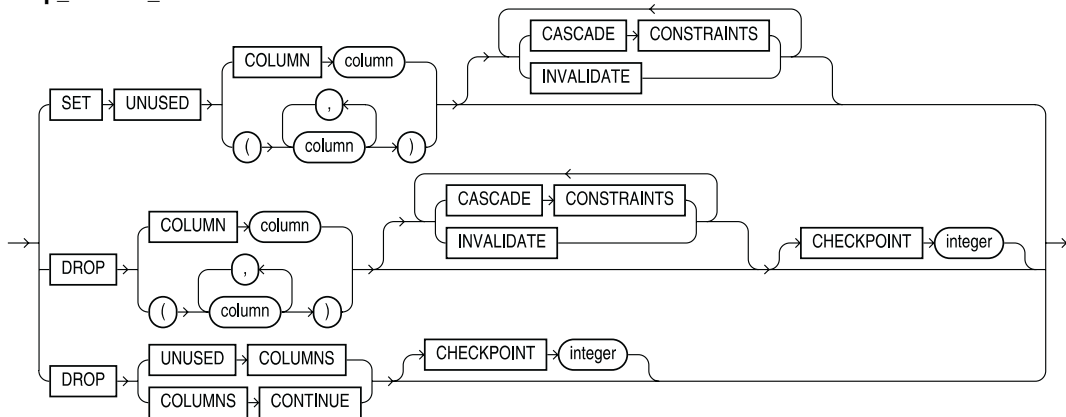 CASCADE CONSTRAINTS
COLUMN column
INVALIDATE
SET UNUSED
,
( column )
CASCADE CONSTRAINTS
COLUMN column
INVALIDATE
CHECKPOINT integer
DROP
,
( column )
UNUSED COLUMNS
CHECKPOINT integer
DROP
COLUMNS CONTINUE